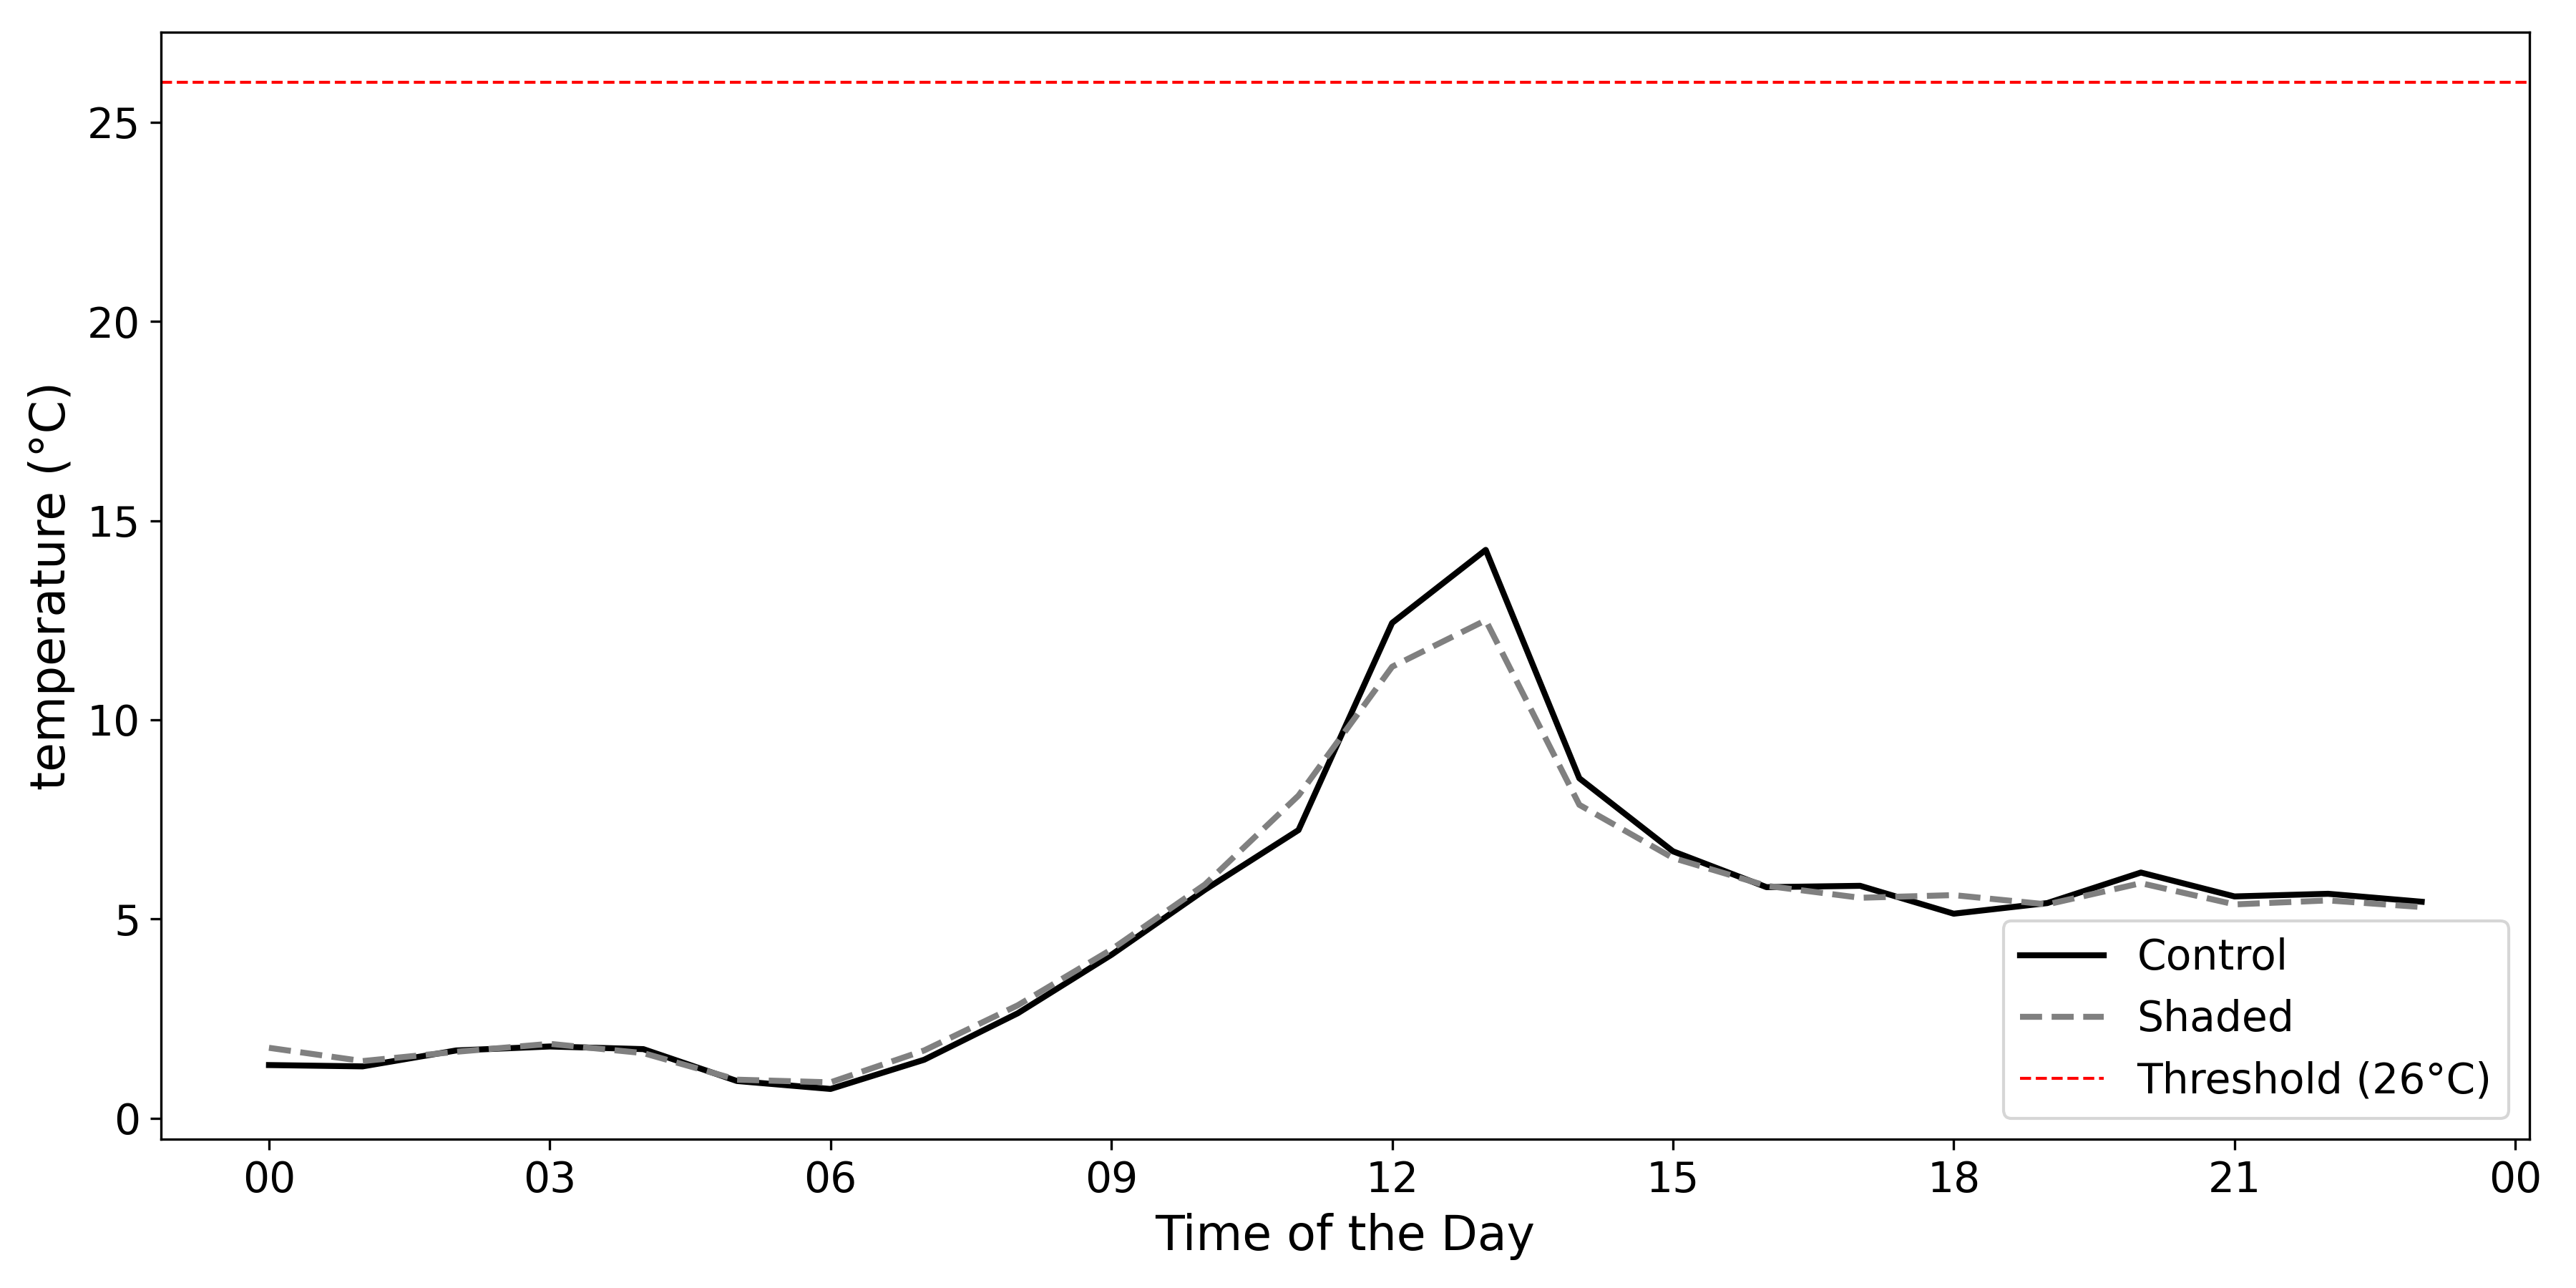 25
20
15
10
5
0
temperature (°C)
00 03 06 09 12 15 18 21 00
Time of the Day
Control
Shaded
Threshold (26°C)